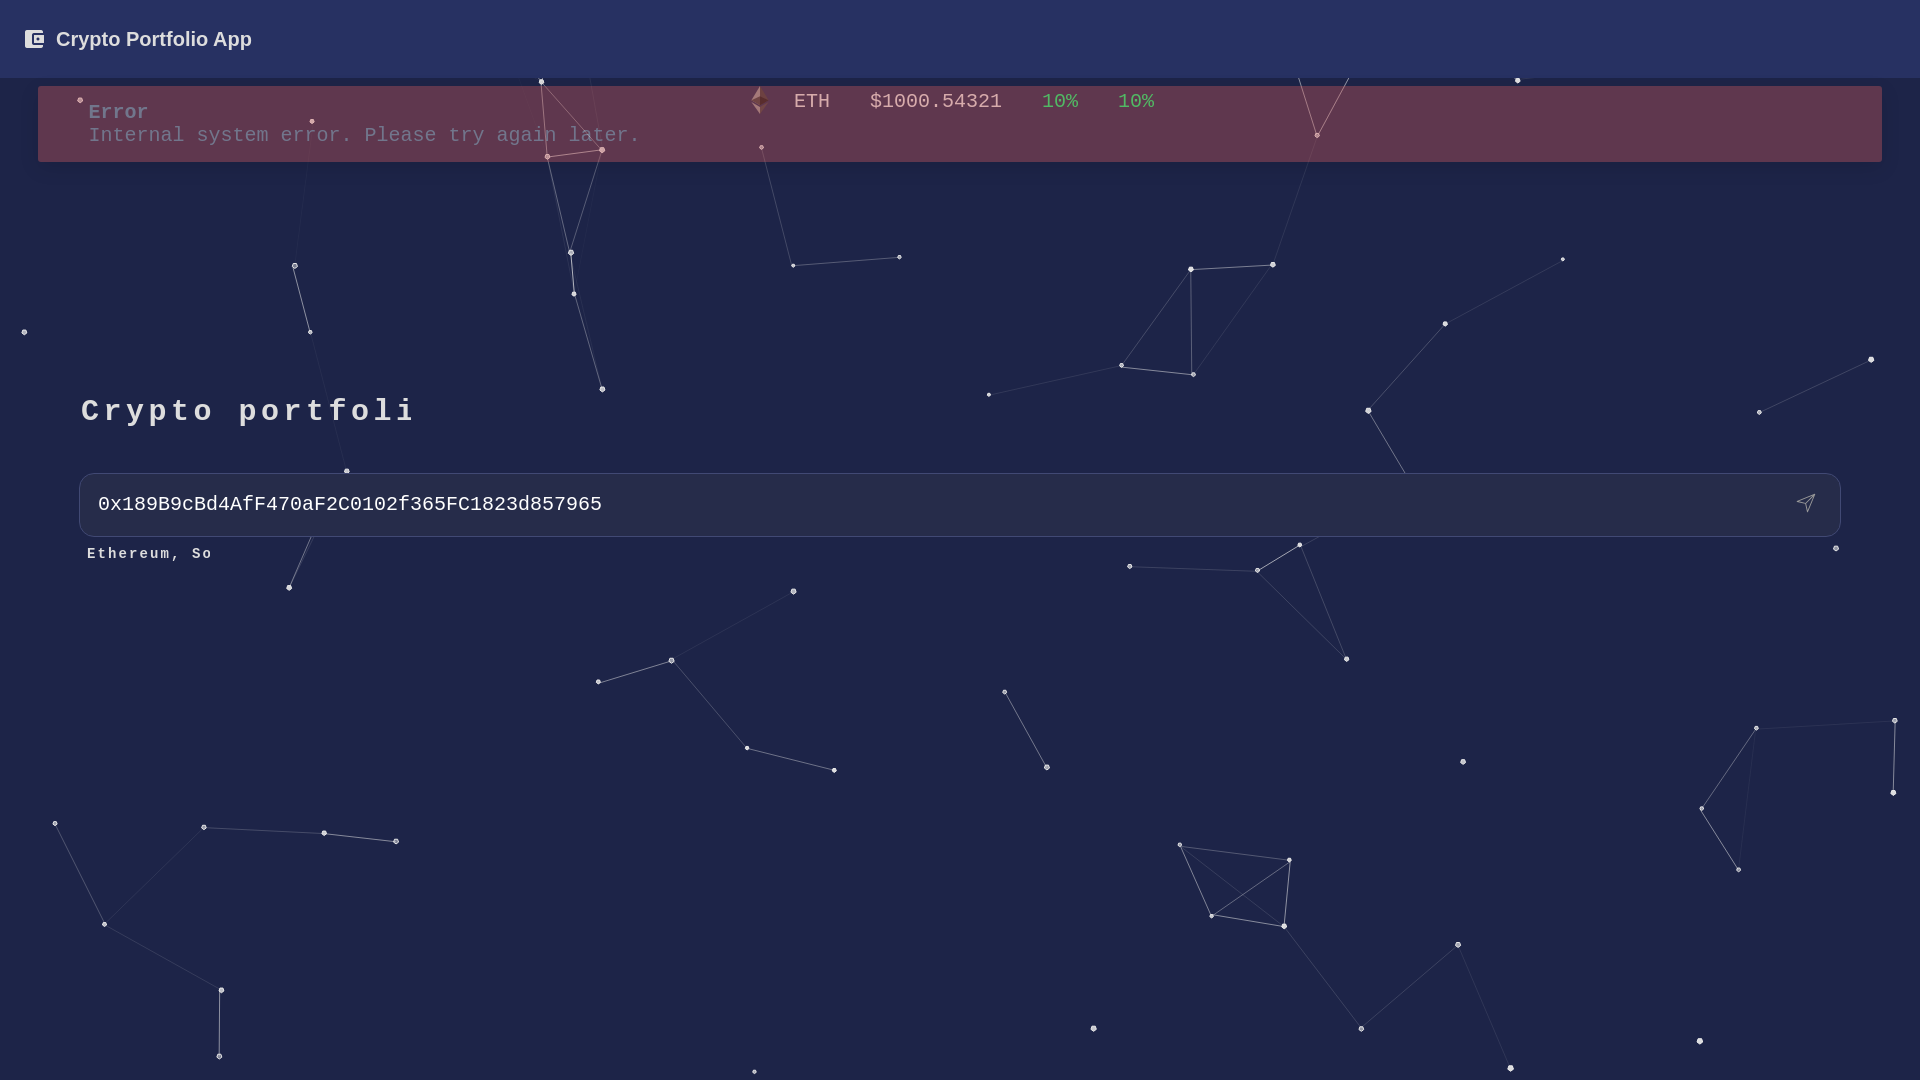 Crypto Portfolio App
Error
Internal system error. Please try again later.
ETH $1000.54321 10% 10%
Crypto portfoli
0x189B9cBd4AfF470aF2C0102f365FC1823d857965
Ethereum, So